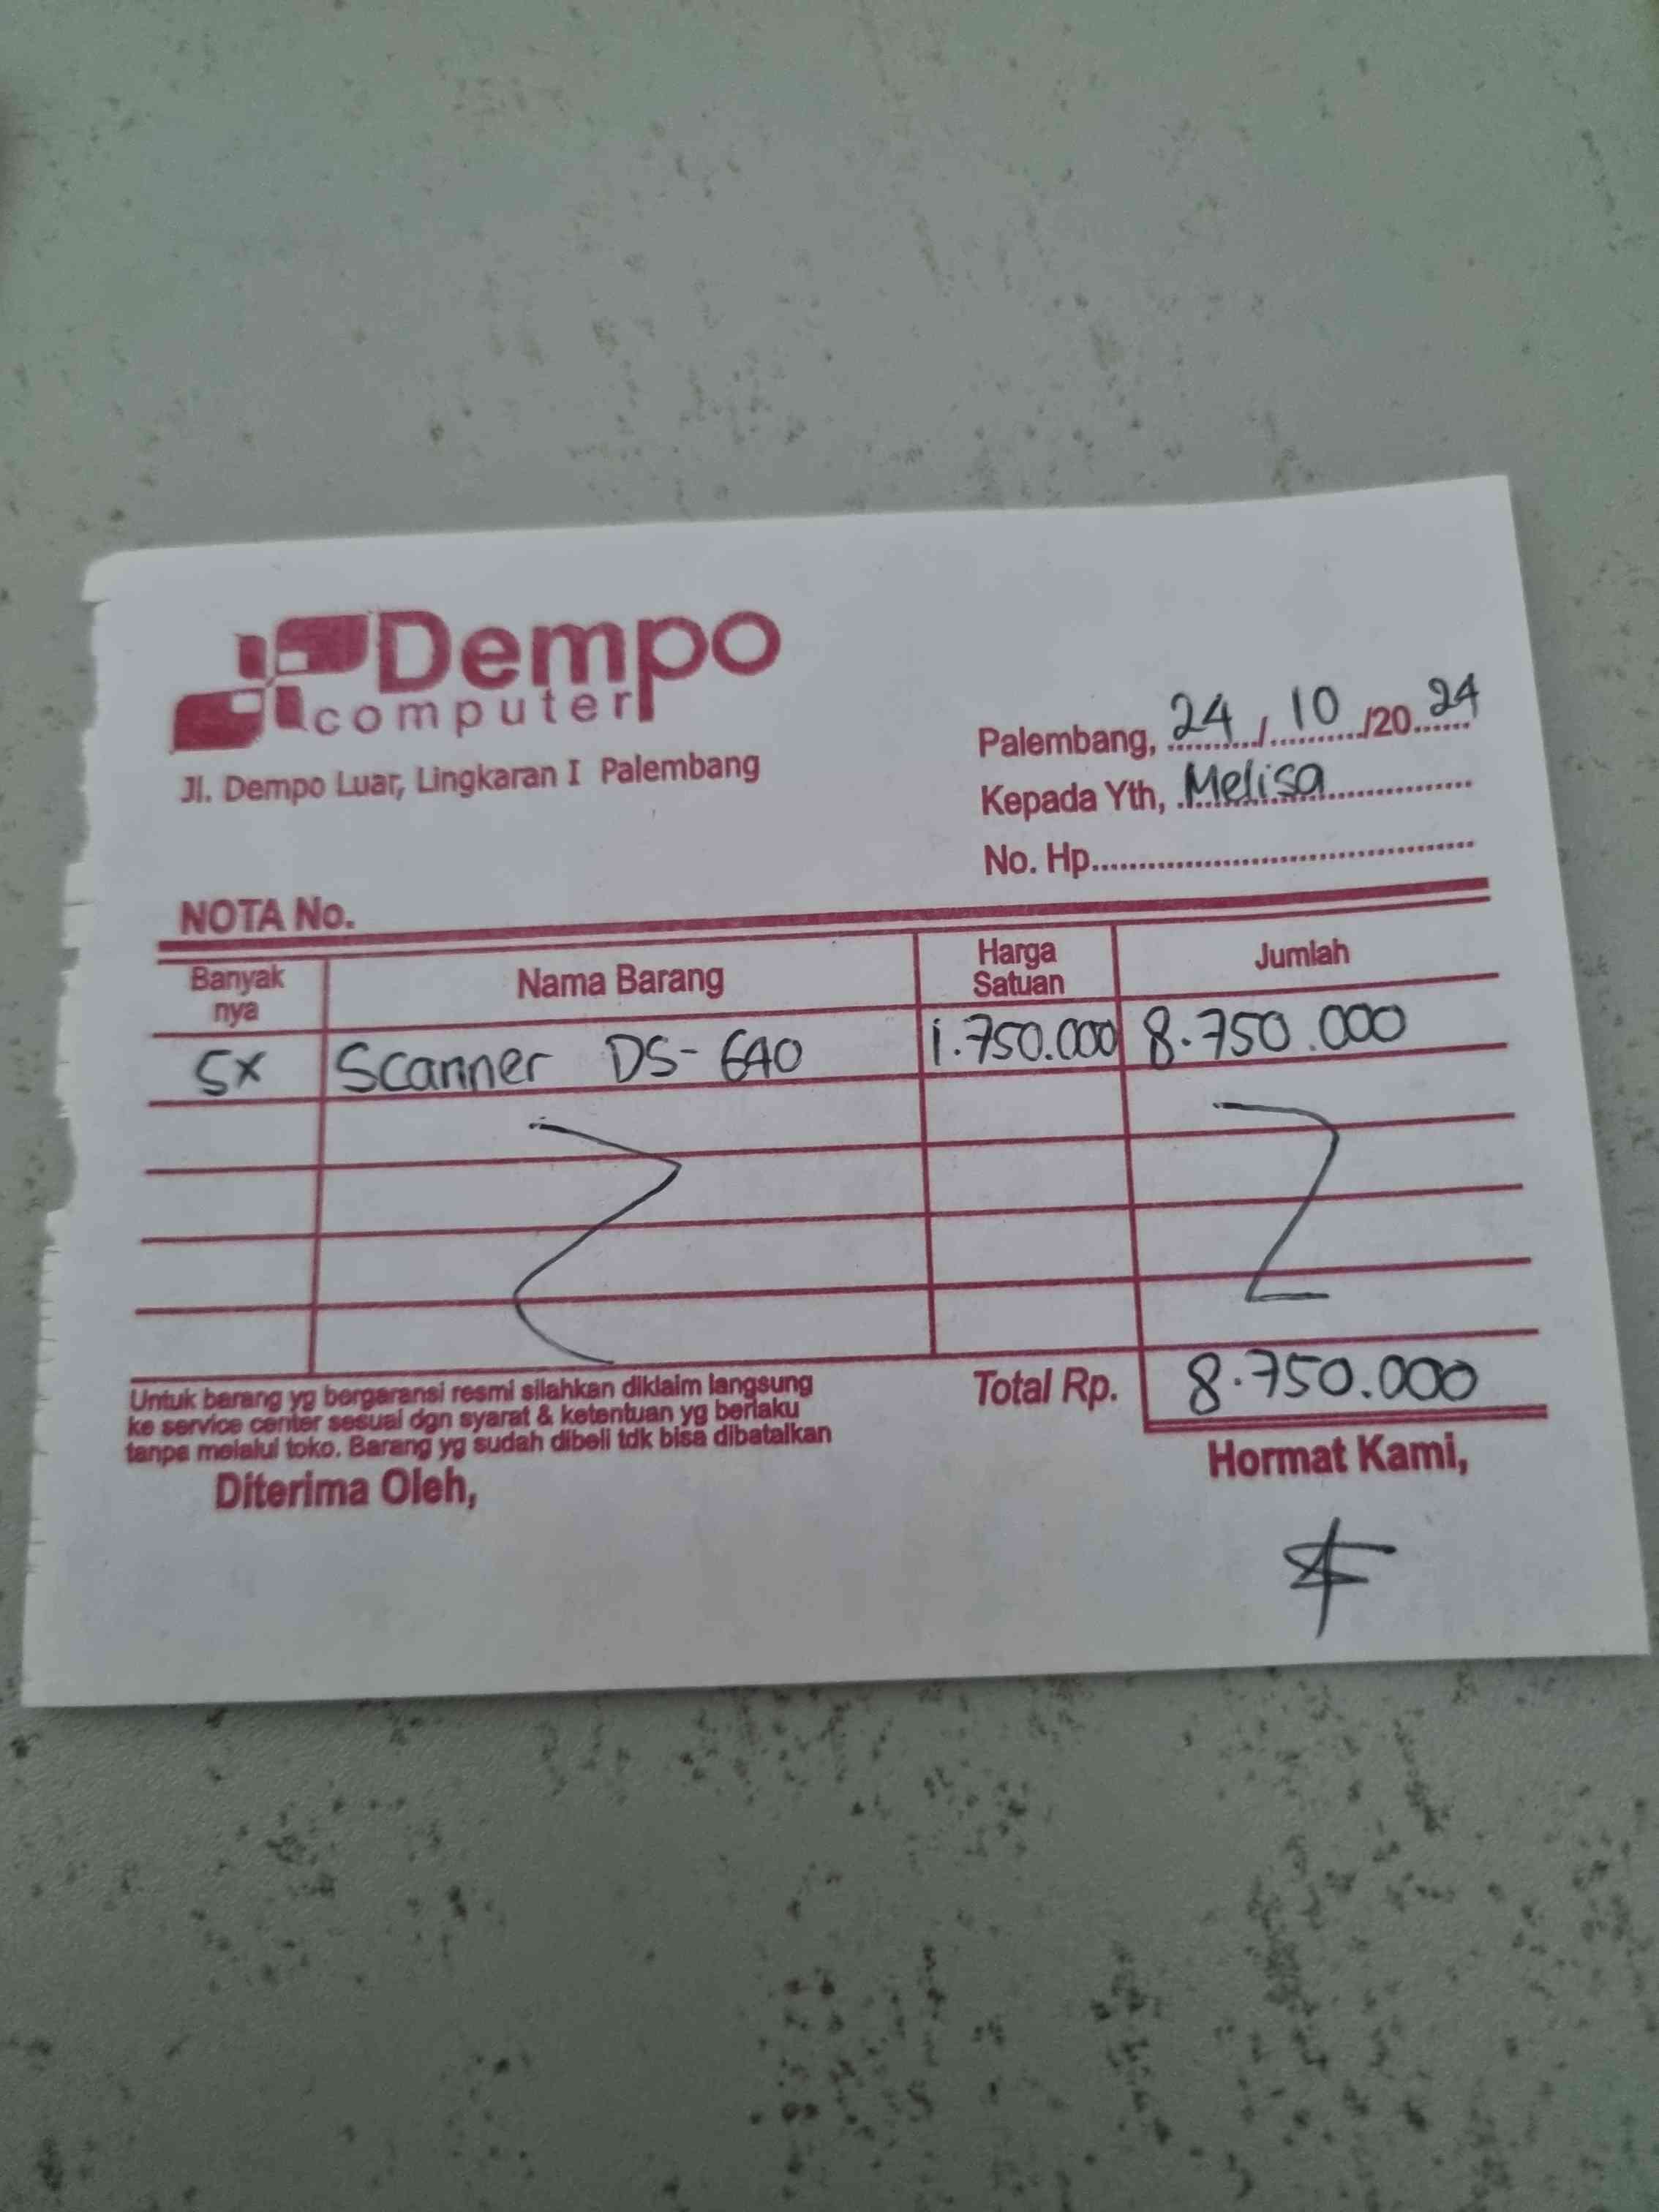 Dempo
computer
Jl. Dempo Luar, Lingkaran I Palembang
Palembang, 24 / 10 /20 24
Kepada Yth, Melisa
No. Hp
NOTA No.
Banyak nya Nama Barang Harga Satuan Jumlah
5x Scanner DS-640 1.750.000 8.750.000
Untuk barang yg bergaransi resmi silahkan diklaim langsung
ke service center sesuai dgn syarat & ketentuan yg berlaku
tanpa melalui toko. Barang yg sudah dibeli tdk bisa dibatalkan
Total Rp. 8.750.000
Diterima Oleh,
Hormat Kami,